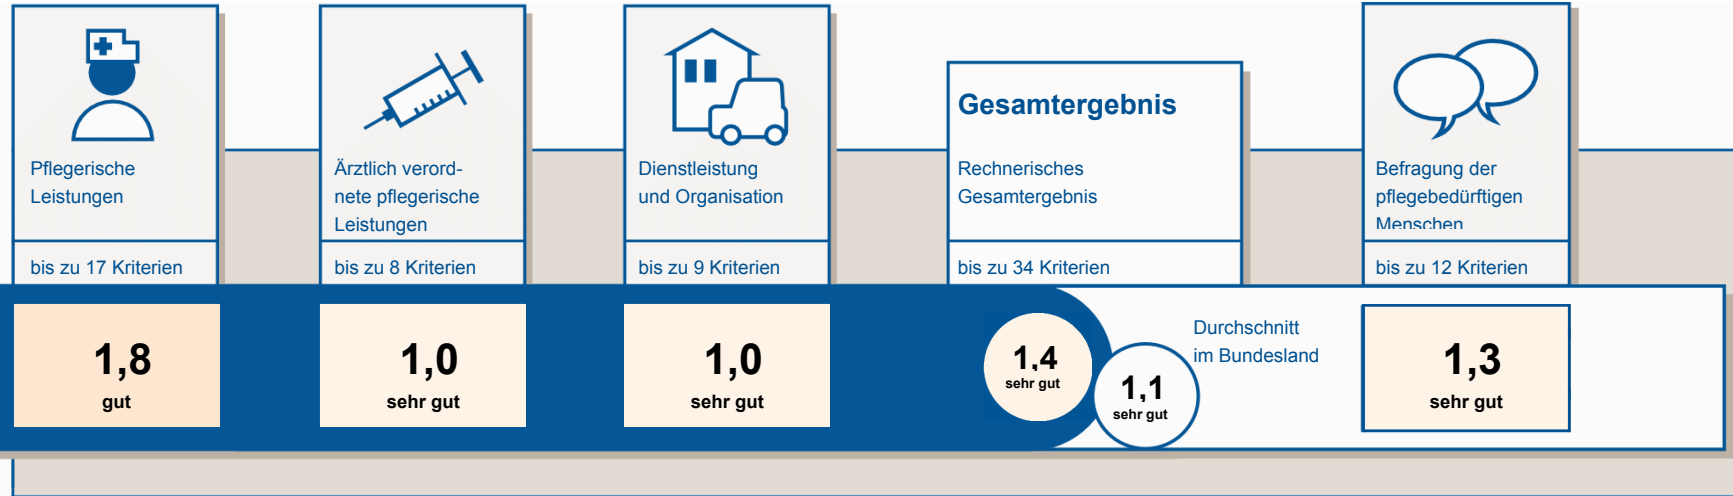 Pflegerische
Leistungen
bis zu 17 Kriterien
1,8
gut
Ärztlich verord-
nete pflegerische
Leistungen
bis zu 8 Kriterien
1,0
sehr gut
Dienstleistung
und Organisation
bis zu 9 Kriterien
1,0
sehr gut
Gesamtergebnis
Rechnerisches
Gesamtergebnis
bis zu 34 Kriterien
1,4
sehr gut
1,1
sehr gut
Durchschnitt
im Bundesland
Befragung der
pflegebedürftigen
Menschen
bis zu 12 Kriterien
1,3
sehr gut